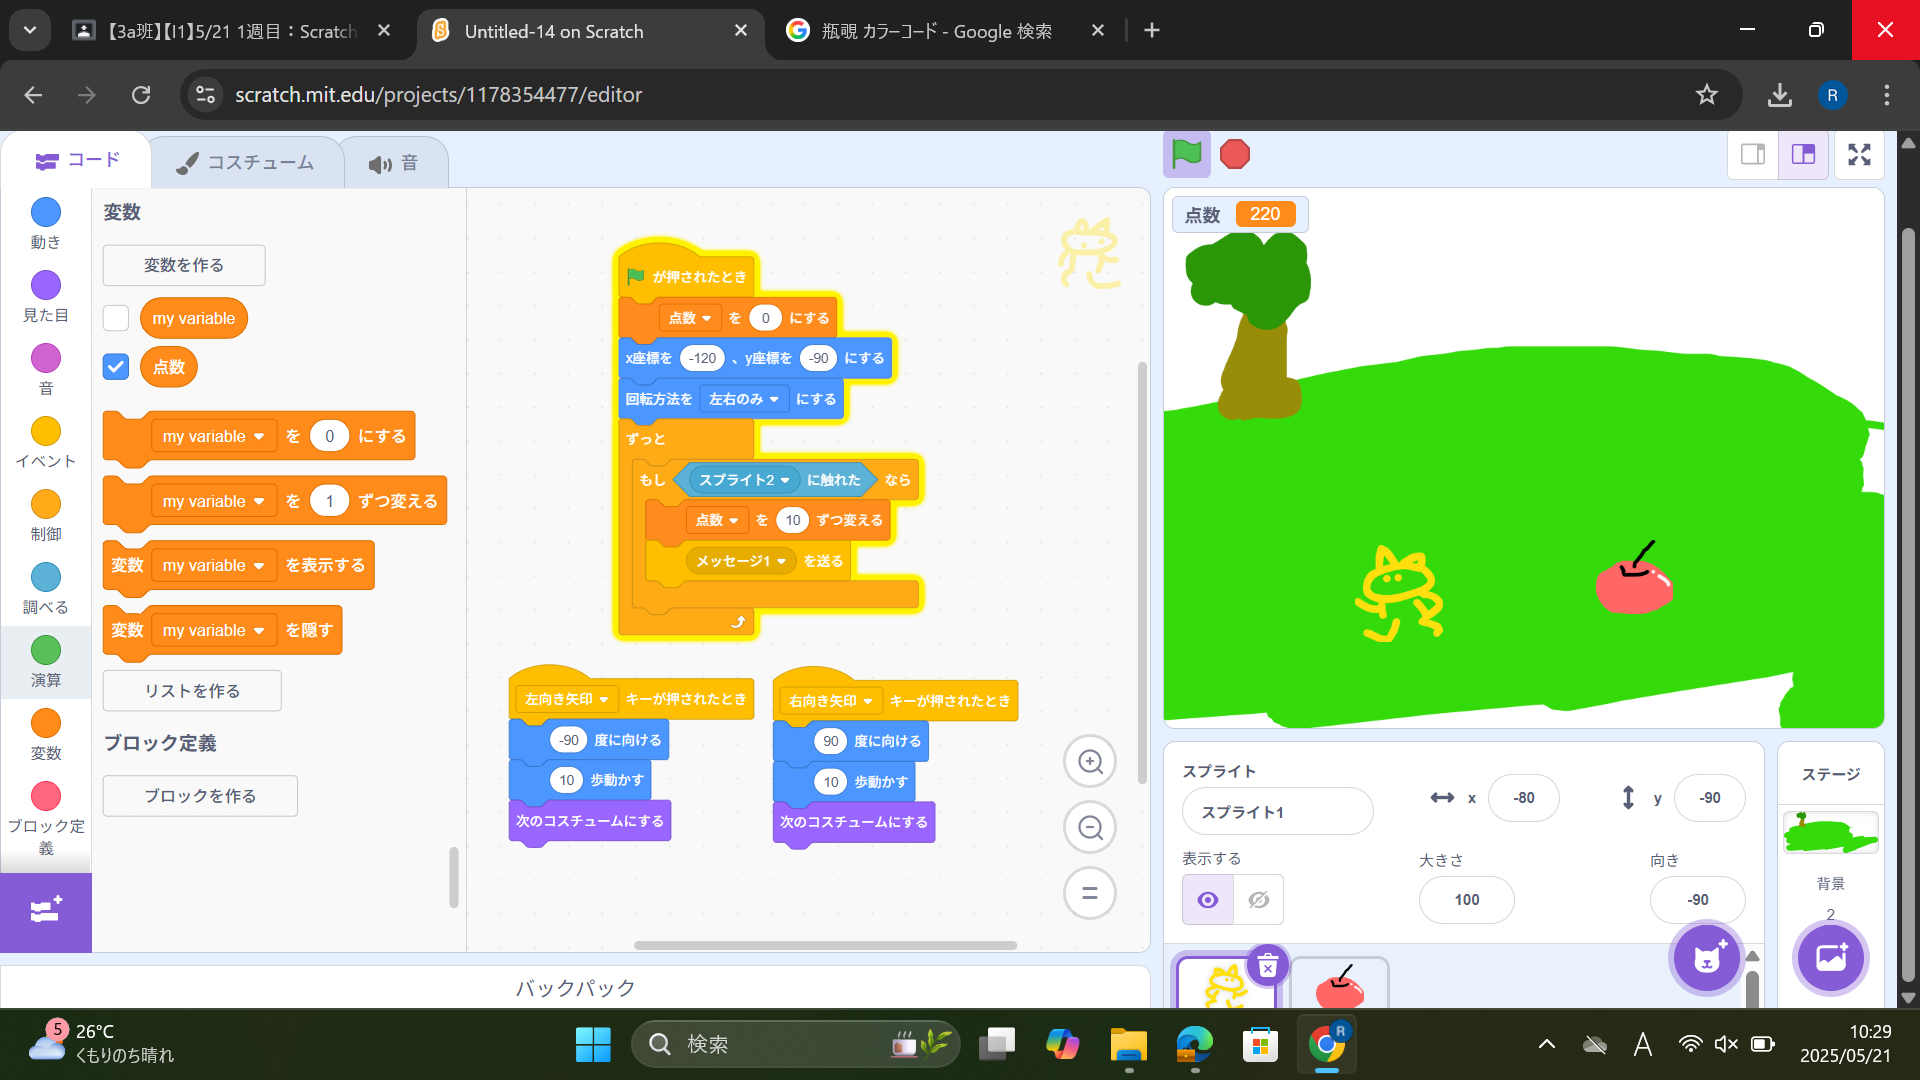 【3a班】【I1】5/21 1週目：Scratch
Untitled-14 on Scratch
瓶覗 カラーコード - Google 検索
scratch.mit.edu/projects/1178354477/editor
R
コード
コスチューム
音
動き
見た目
音
イベント
制御
調べる
演算
変数
ブロック定義
変数
変数を作る
my variable
点数
my variable を 0 にする
my variable を 1 ずつ変える
変数 my variable を表示する
変数 my variable を隠す
リストを作る
ブロック定義
ブロックを作る
が押されたとき
点数 を 0 にする
x座標を -120 、y座標を -90 にする
回転方法を 左右のみ にする
ずっと
もし スプライト2 に触れた なら
点数 を 10 ずつ変える
メッセージ1 を送る
左向き矢印 キーが押されたとき
-90 度に向ける
10 歩動かす
次のコスチュームにする
右向き矢印 キーが押されたとき
90 度に向ける
10 歩動かす
次のコスチュームにする
バックパック
点数 220
スプライト
スプライト1
x -80
y -90
表示する
大きさ
100
向き
-90
ステージ
背景
2
5
26°C
くもりのち晴れ
検索
R
A
10:29
2025/05/21